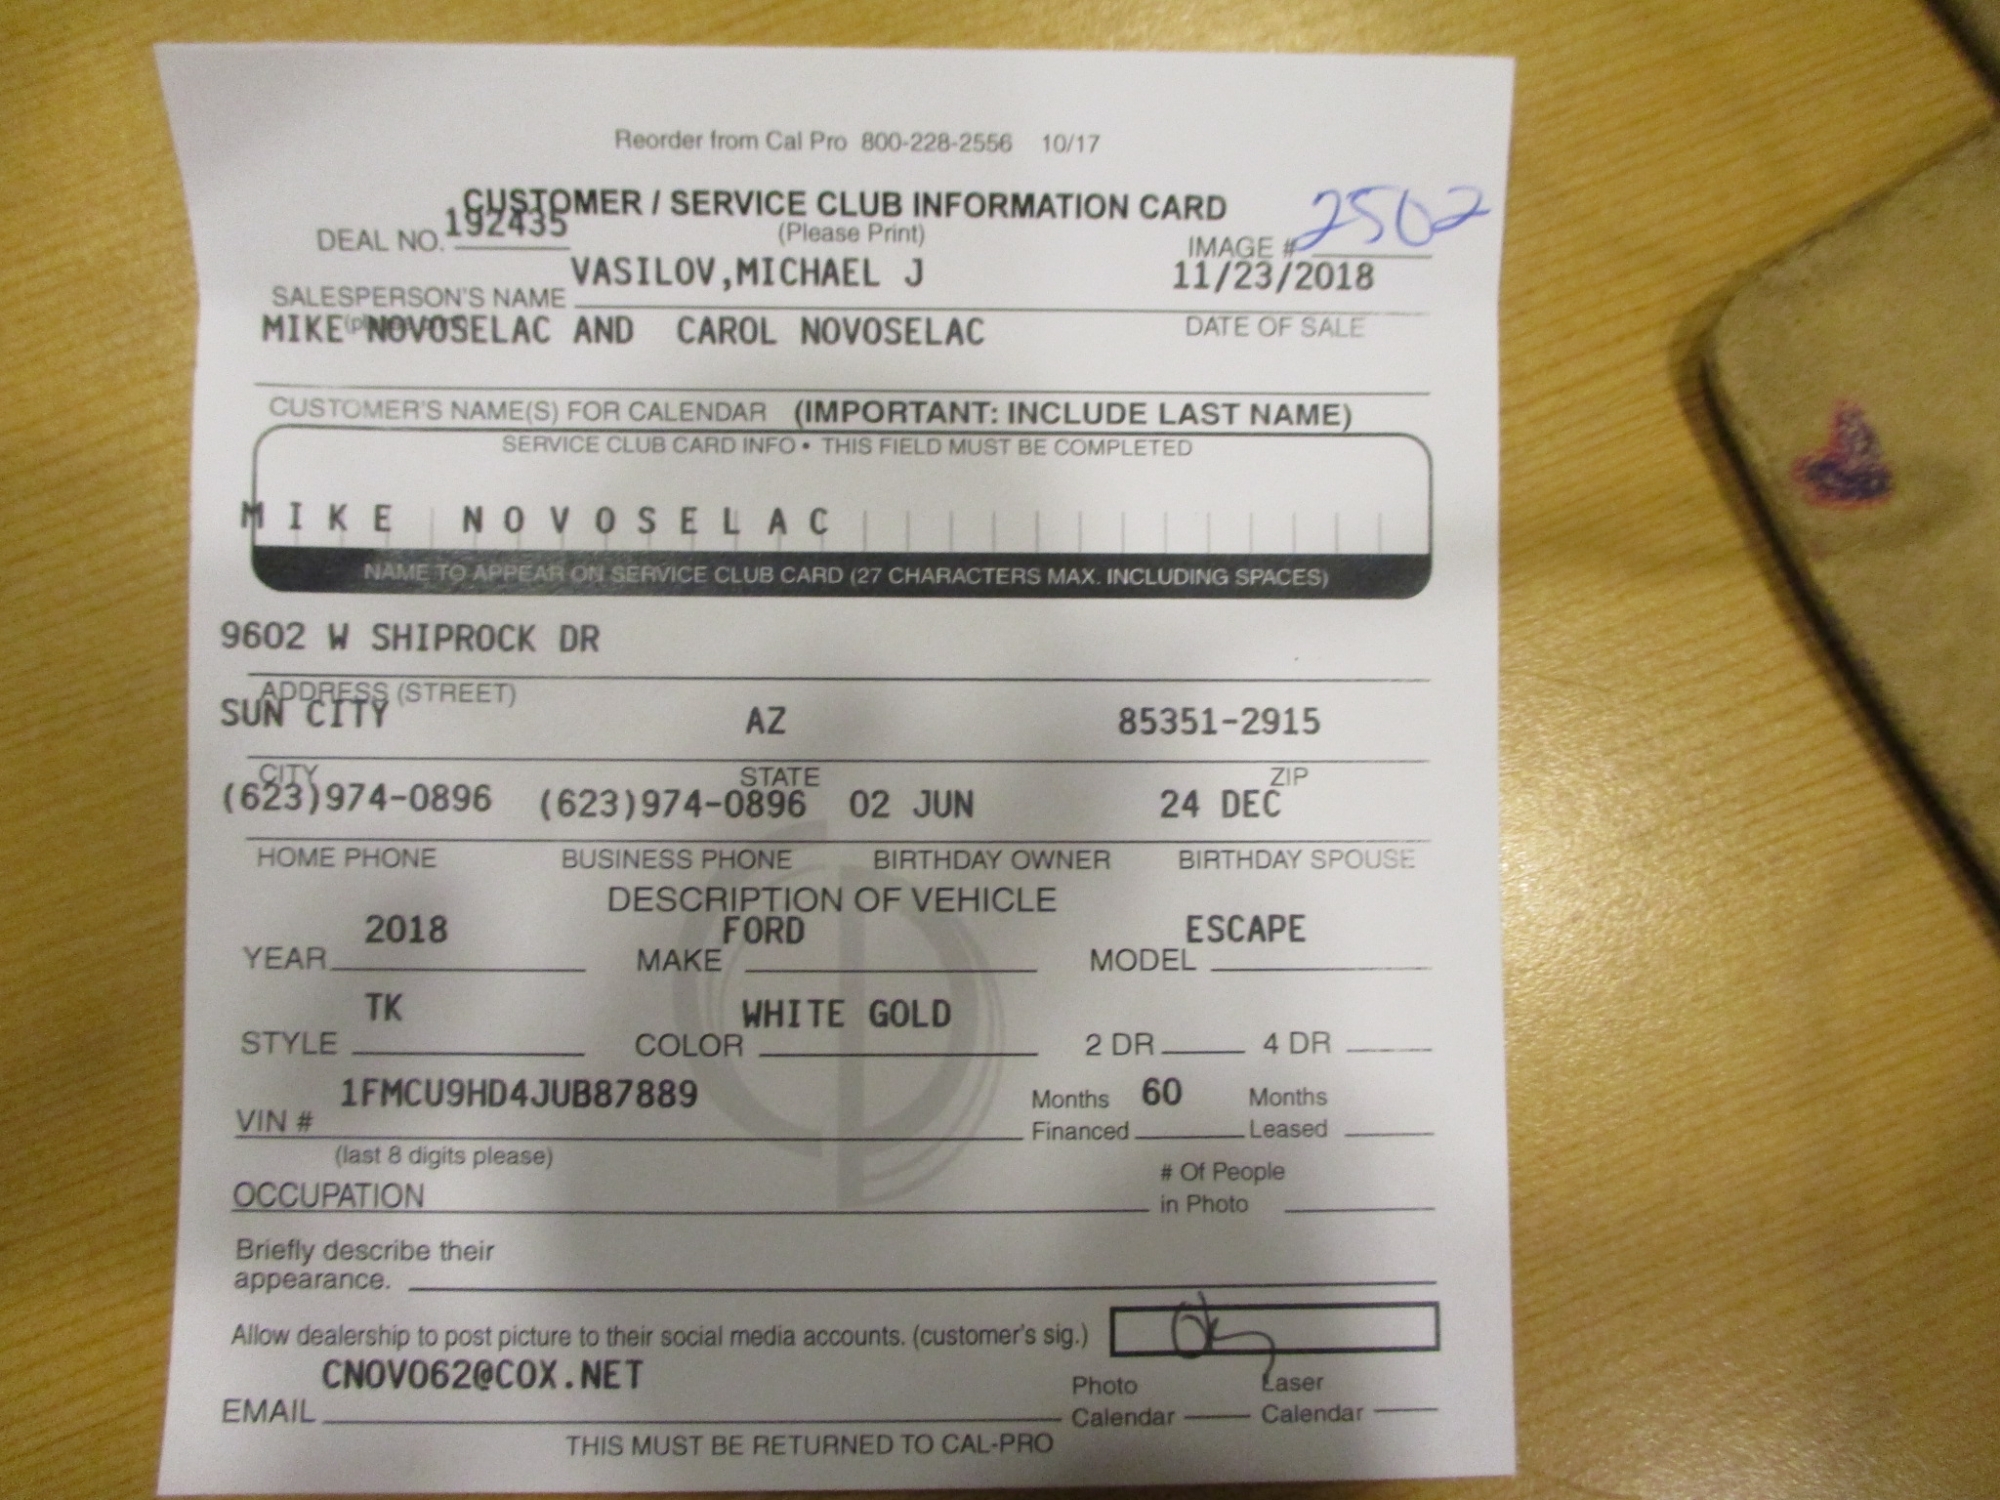 Reorder from Cal Pro 800-228-2556 10/17
CUSTOMER / SERVICE CLUB INFORMATION CARD
(Please Print)
DEAL NO. 192435
IMAGE # 2502
SALESPERSON'S NAME VASILOV,MICHAEL J
11/23/2018
DATE OF SALE
MIKE NOVOSELAC AND CAROL NOVOSELAC
CUSTOMER'S NAME(S) FOR CALENDAR (IMPORTANT: INCLUDE LAST NAME)
SERVICE CLUB CARD INFO • THIS FIELD MUST BE COMPLETED
MIKE NOVOSELAC
NAME TO APPEAR ON SERVICE CLUB CARD (27 CHARACTERS MAX. INCLUDING SPACES)
9602 W SHIPROCK DR
ADDRESS (STREET)
SUN CITY AZ 85351-2915
CITY STATE ZIP
(623)974-0896 (623)974-0896 02 JUN 24 DEC
HOME PHONE BUSINESS PHONE BIRTHDAY OWNER BIRTHDAY SPOUSE
DESCRIPTION OF VEHICLE
YEAR 2018 MAKE FORD MODEL ESCAPE
STYLE TK COLOR WHITE GOLD 2 DR 4 DR
VIN # 1FMCU9HD4JUB87889 Months Financed 60 Months Leased
(last 8 digits please)
OCCUPATION # Of People in Photo
Briefly describe their
appearance.
Allow dealership to post picture to their social media accounts. (customer's sig.) Ok
EMAIL CNOVO62@COX.NET Photo Calendar Laser Calendar
THIS MUST BE RETURNED TO CAL-PRO